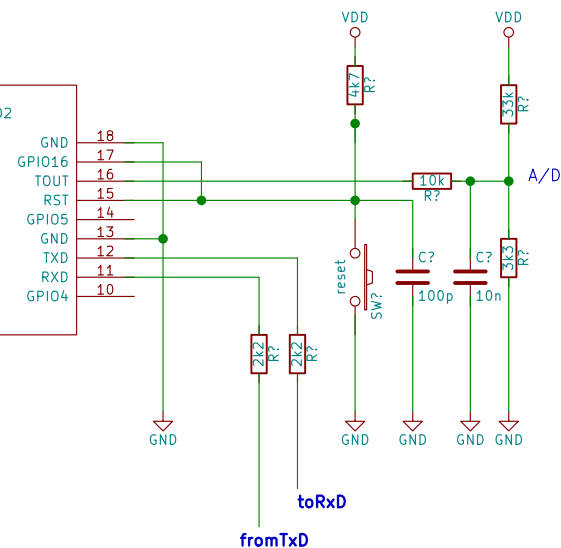 VDD
VDD
4k7
R?
33k
R?
O2
GND 18
GPIO16 17
TOUT 16
RST 15
GPIO5 14
GND 13
TXD 12
RXD 11
GPIO4 10
10k
R?
A/D
reset
SW?
C?
100p
C?
10n
3k3
R?
2k2
R?
2k2
R?
GND
GND
GND
GND
GND
toRxD
fromTxD